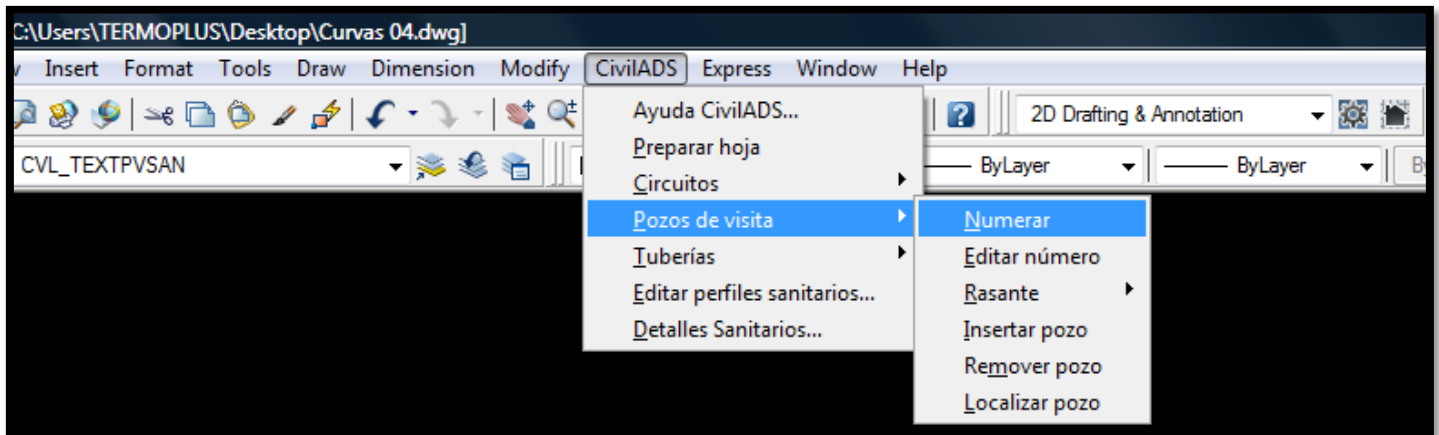 C:\Users\TERMOPLUS\Desktop\Curvas 04.dwg]
Insert Format Tools Draw Dimension Modify CivilADS Express Window Help
2D Drafting & Annotation
CVL_TEXTPVSAN
ByLayer
ByLayer
Ayuda CivilADS...
Preparar hoja
Circuitos
Pozos de visita
Tuberías
Editar perfiles sanitarios...
Detalles Sanitarios...
Numerar
Editar número
Rasante
Insertar pozo
Remover pozo
Localizar pozo